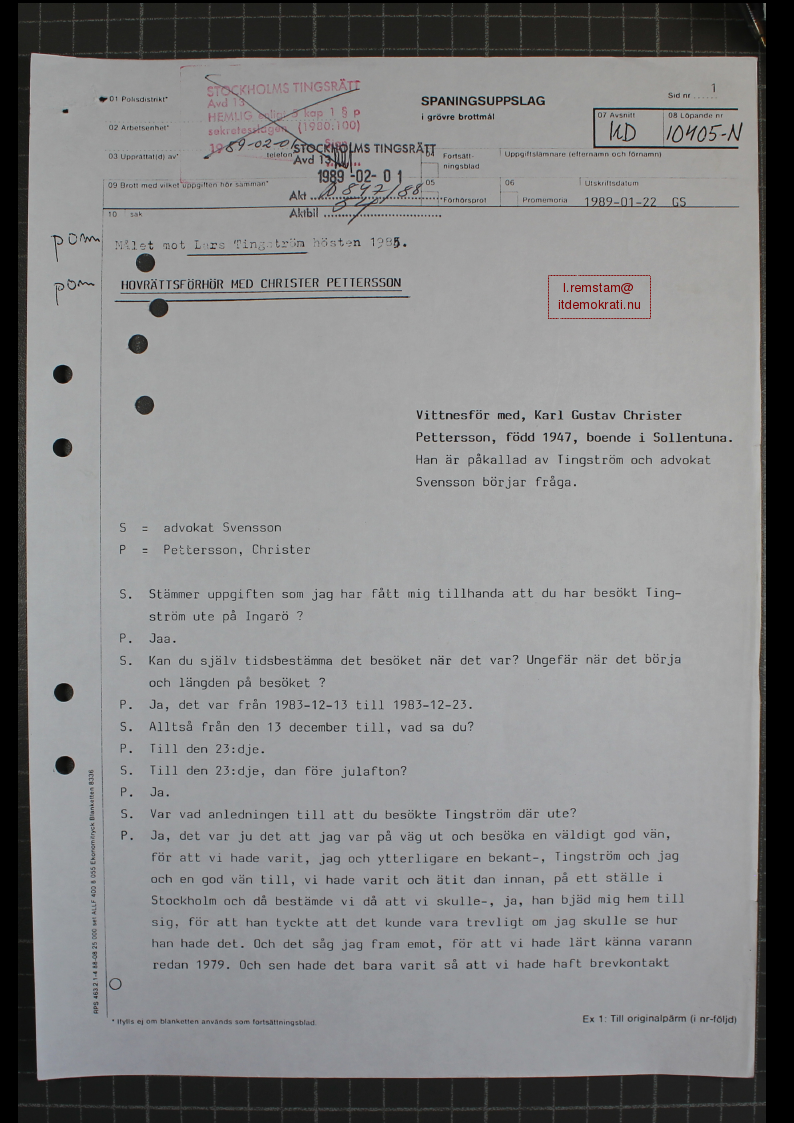 1
Sid nr ......
01 Polisdistrikt*
STOCKHOLMS TINGSRÄTT
Avd 13
HEMLIG enligt 5 kap 1 § p
sekretesslagen (1980:100)
1989-02-01
SPANINGSUPPSLAG
i grövre brottmål
07 Avsnitt
UD
08 Löpande nr
10405-N
02 Arbetsenhet*
03 Upprättat(d) av*
telefon
STOCKHOLMS TINGSRÄTT
Avd 13
1989 -02- 0 1
Akt
Aktbil
04 Fortsätt-
ningsblad
Uppgiftslämnare (efternamn och förnamn)
09 Brott med vilket uppgiften hör samman*
05
Förhörsprot
06
Promemoria
Utskriftsdatum
1989-01-22 GS
10
Målet mot Lars Tingström hösten 1985.
HOVRÄTTSFÖRHÖR MED CHRISTER PETTERSSON
l.remstam@
itdemokrati.nu
Vittnesför med, Karl Gustav Christer
Pettersson, född 1947, boende i Sollentuna.
Han är påkallad av Tingström och advokat
Svensson börjar fråga.
S = advokat Svensson
P = Pettersson, Christer
S. Stämmer uppgiften som jag har fått mig tillhanda att du har besökt Ting-
ström ute på Ingarö ?
P. Jaa.
S. Kan du själv tidsbestämma det besöket när det var? Ungefär när det börja
och längden på besöket ?
P. Ja, det var från 1983-12-13 till 1983-12-23.
S. Alltså från den 13 december till, vad sa du?
P. Till den 23:dje.
S. Till den 23:dje, dan före julafton?
P. Ja.
S. Var vad anledningen till att du besökte Tingström där ute?
P. Ja, det var ju det att jag var på väg ut och besöka en väldigt god vän,
för att vi hade varit, jag och ytterligare en bekant-, Tingström och jag
och en god vän till, vi hade varit och ätit dan innan, på ett ställe i
Stockholm och då bestämde vi då att vi skulle-, ja, han bjäd mig hem till
sig, för att han tyckte att det kunde vara trevligt om jag skulle se hur
han hade det. Och det såg jag fram emot, för att vi hade lärt känna varann
redan 1979. Och sen hade det bara varit så att vi hade haft brevkontakt
* Ifylls ej om blanketten används som fortsättningsblad.
Ex 1: Till originalpärm (i nr-följd)